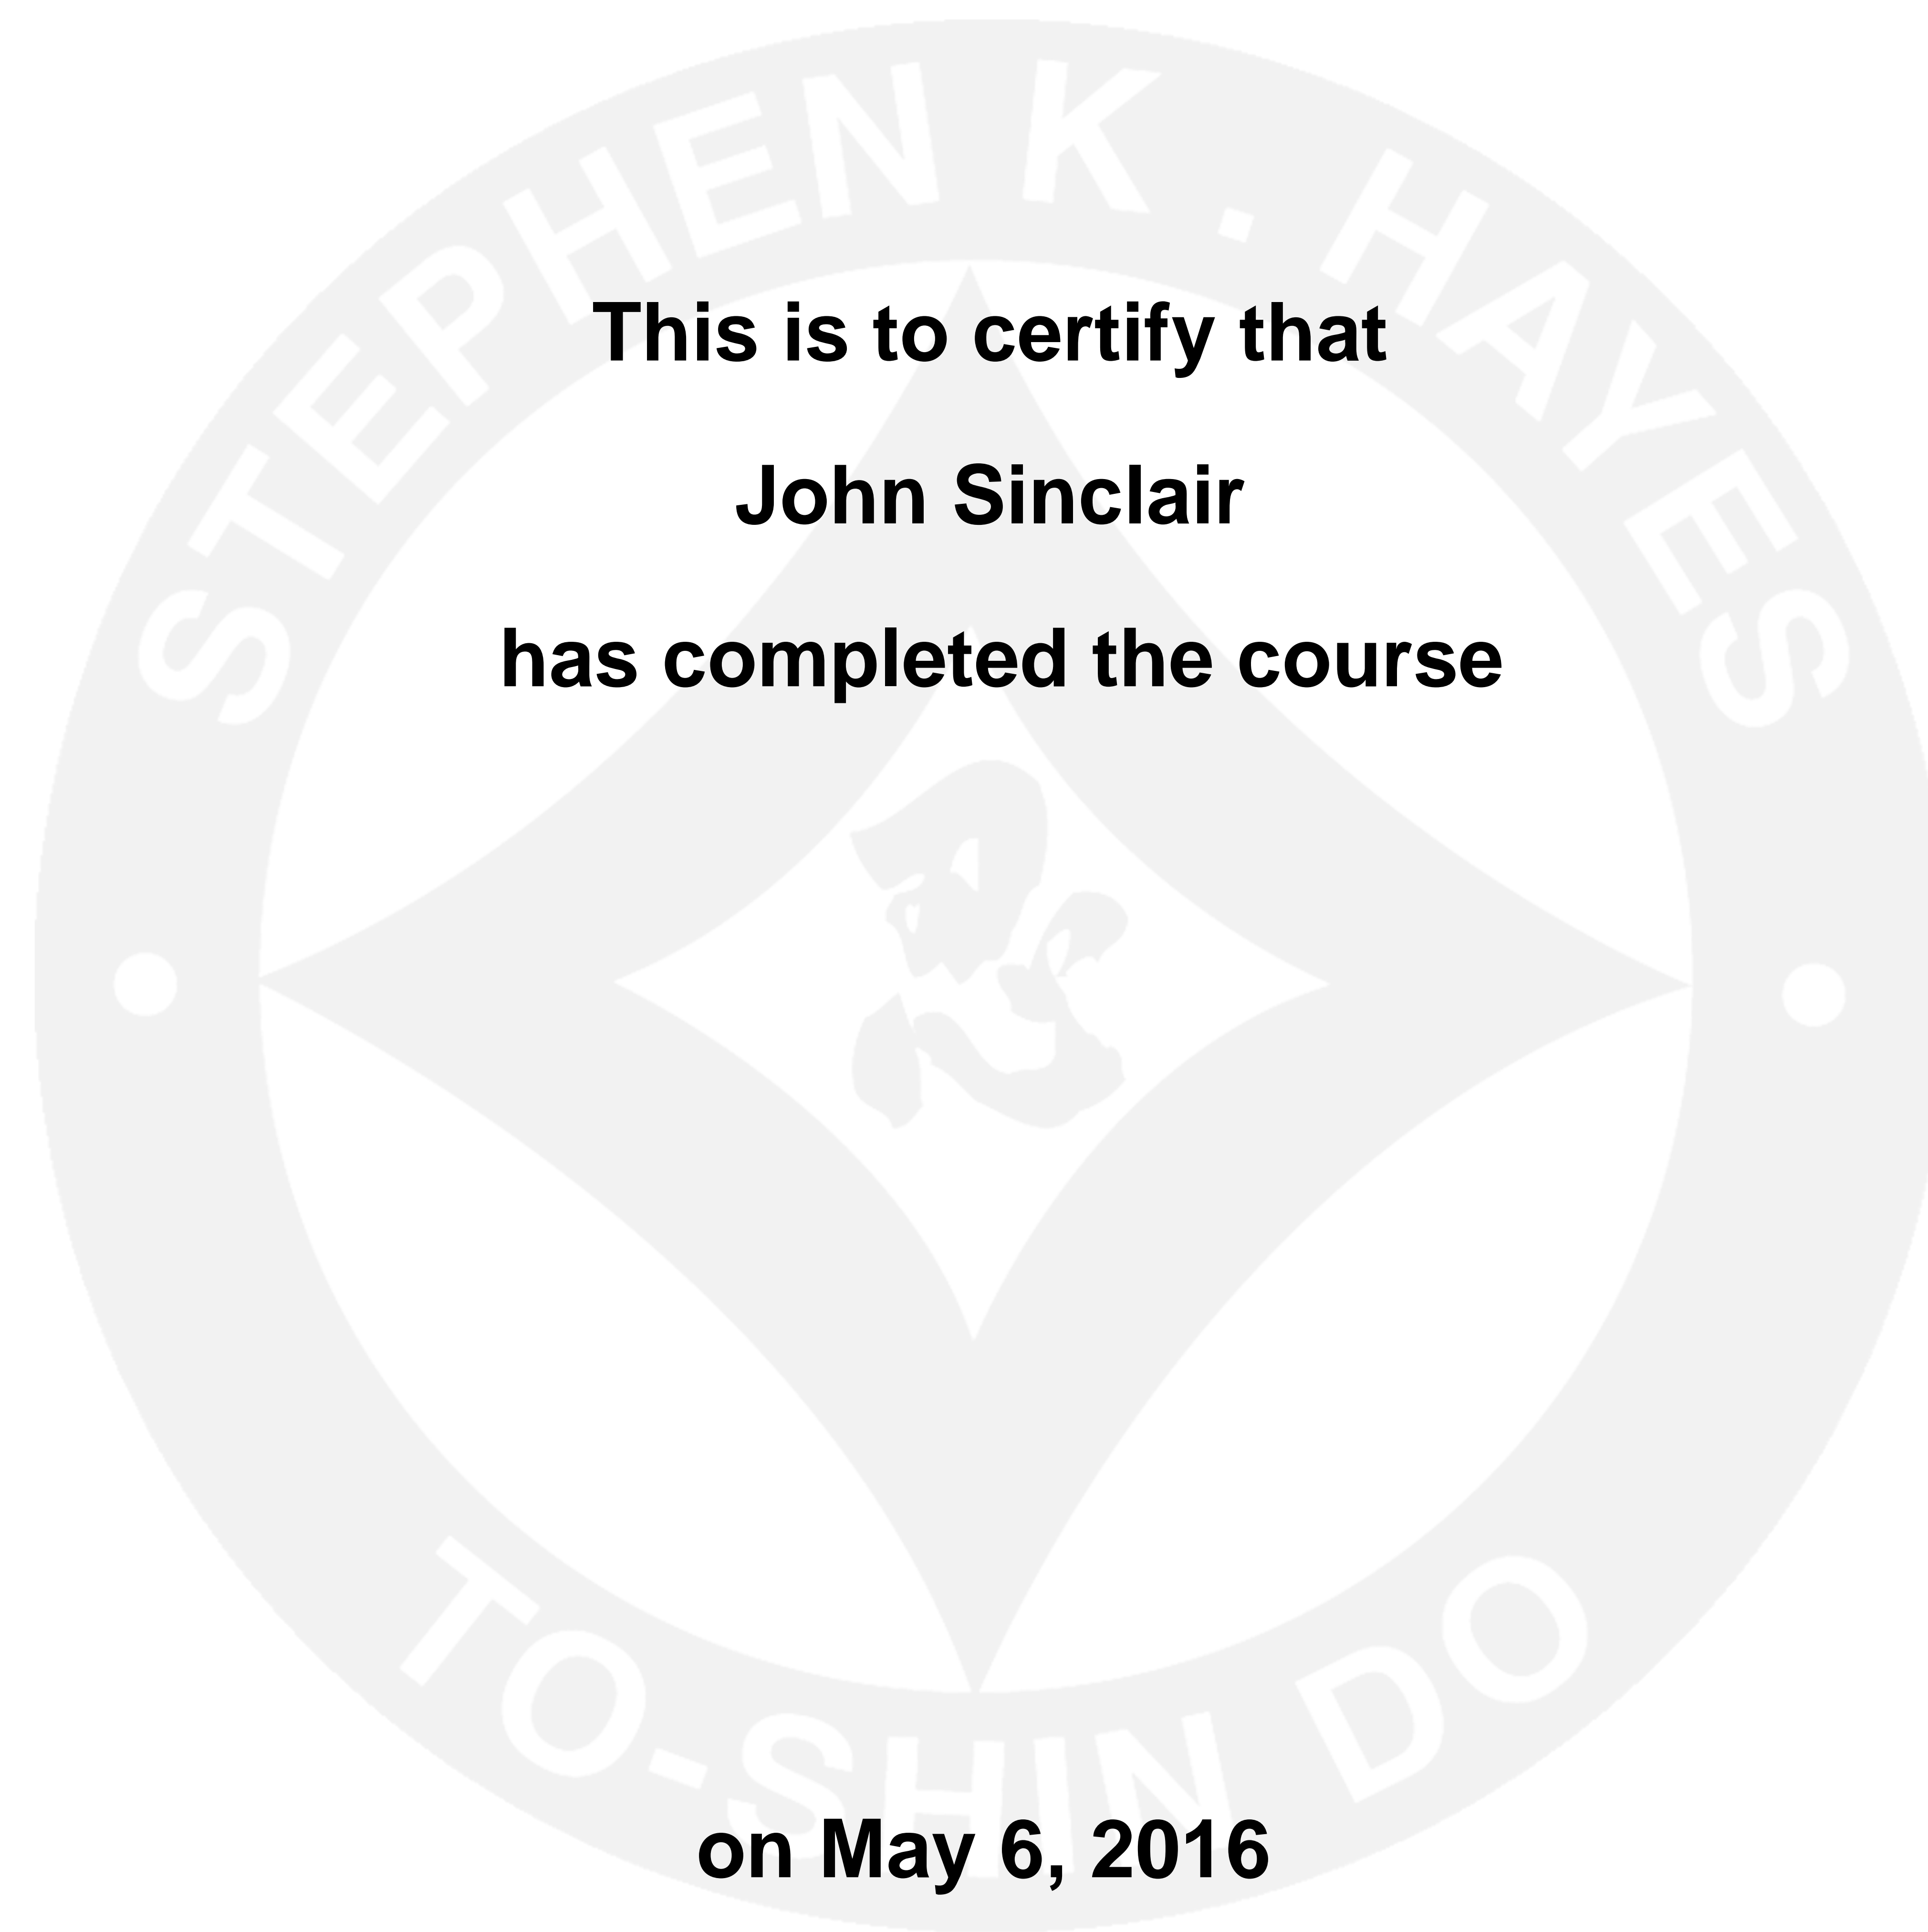 STEPHEN K. HAYES
This is to certify that
John Sinclair
has completed the course
TO-SHIN DO
on May 6, 2016